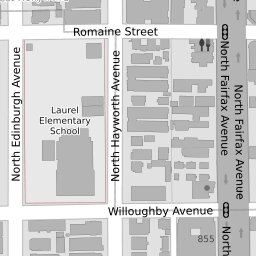 Romaine Street
North Edinburgh Avenue
North Hayworth Avenue
North Fairfax Avenue
North Fairfax Avenue
Laurel
Elementary
School
Willoughby Avenue
855
North